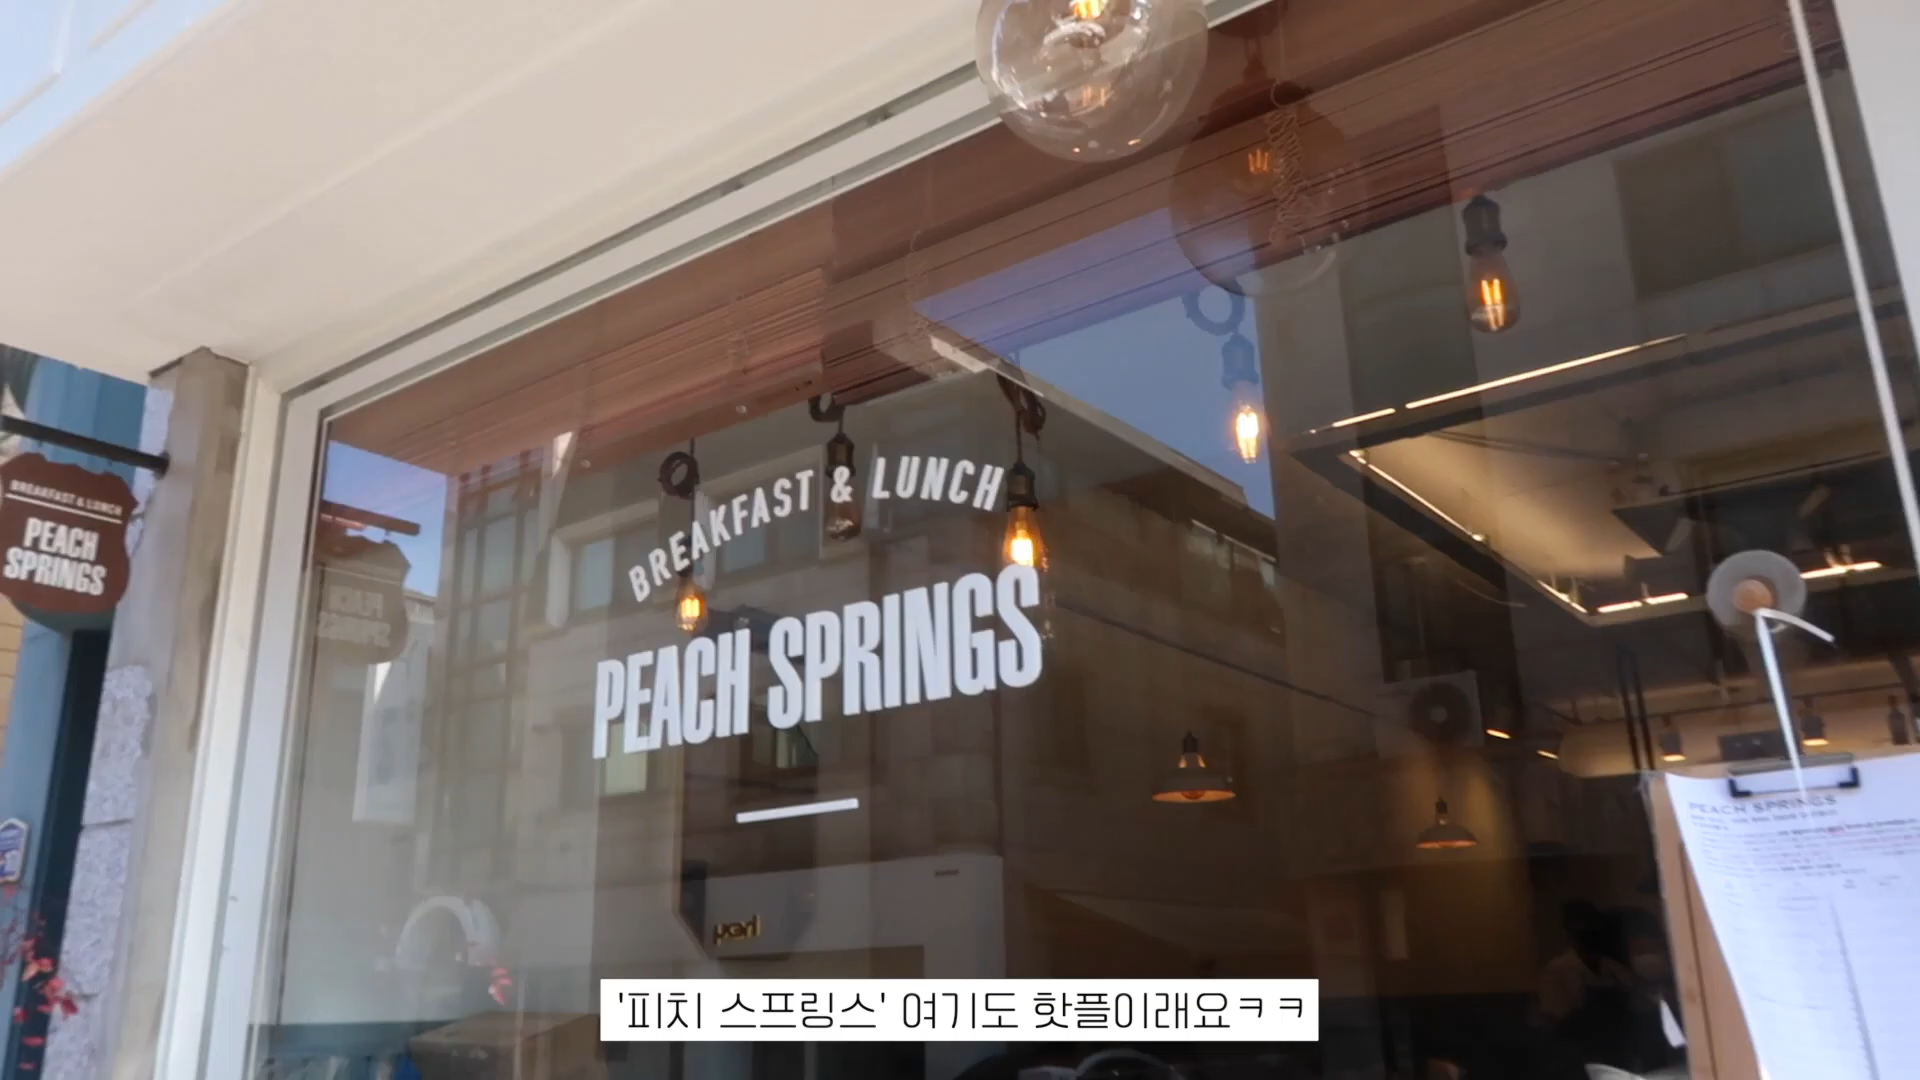 BREAKFAST & LUNCH
PEACH SPRINGS
BREAKFAST & LUNCH
PEACH
SPRINGS
pearl
PEACH SPRINGS
'피치 스프링스' 여기도 핫플이래요ㅋㅋ